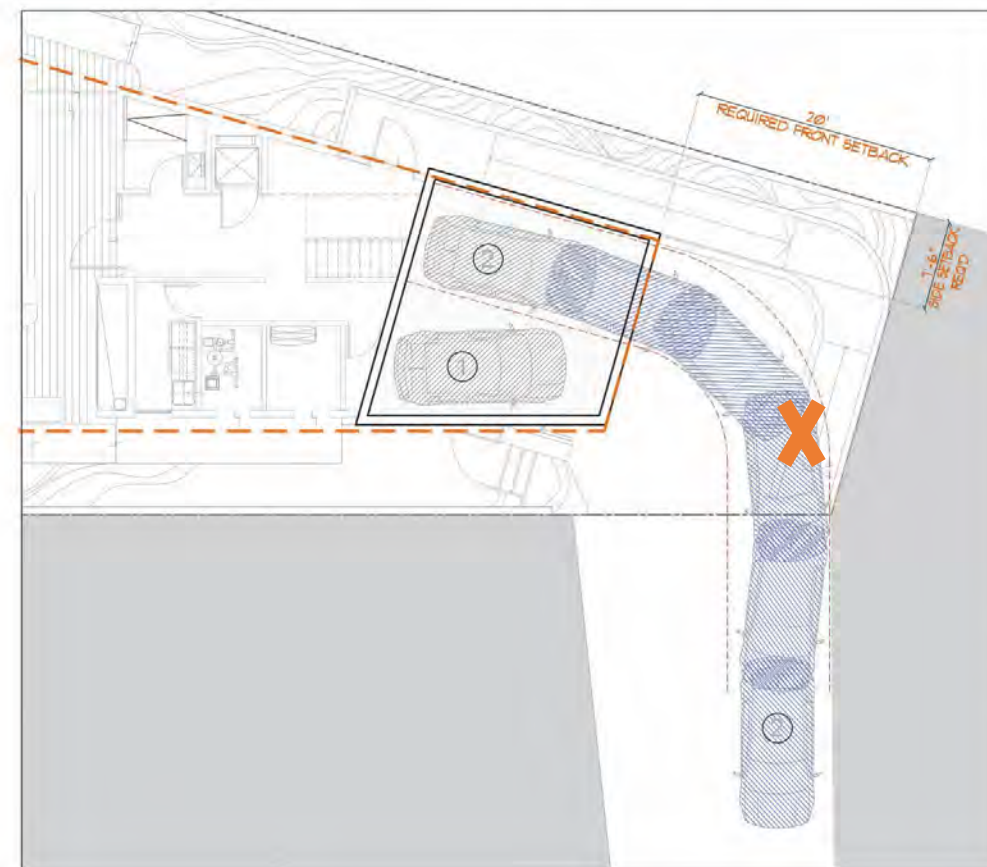 20'
REQUIRED FRONT SETBACK
7'-6"
SIDE SETBACK
REQ'D
2
1
2
X